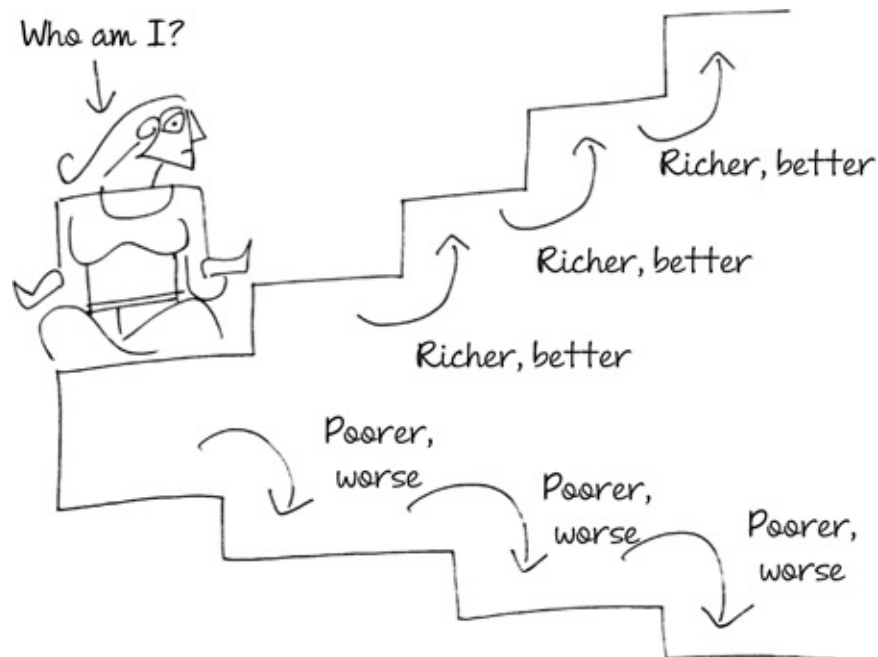 Who am I?
Richer, better
Richer, better
Richer, better
Poorer,
worse
Poorer,
worse
Poorer,
worse